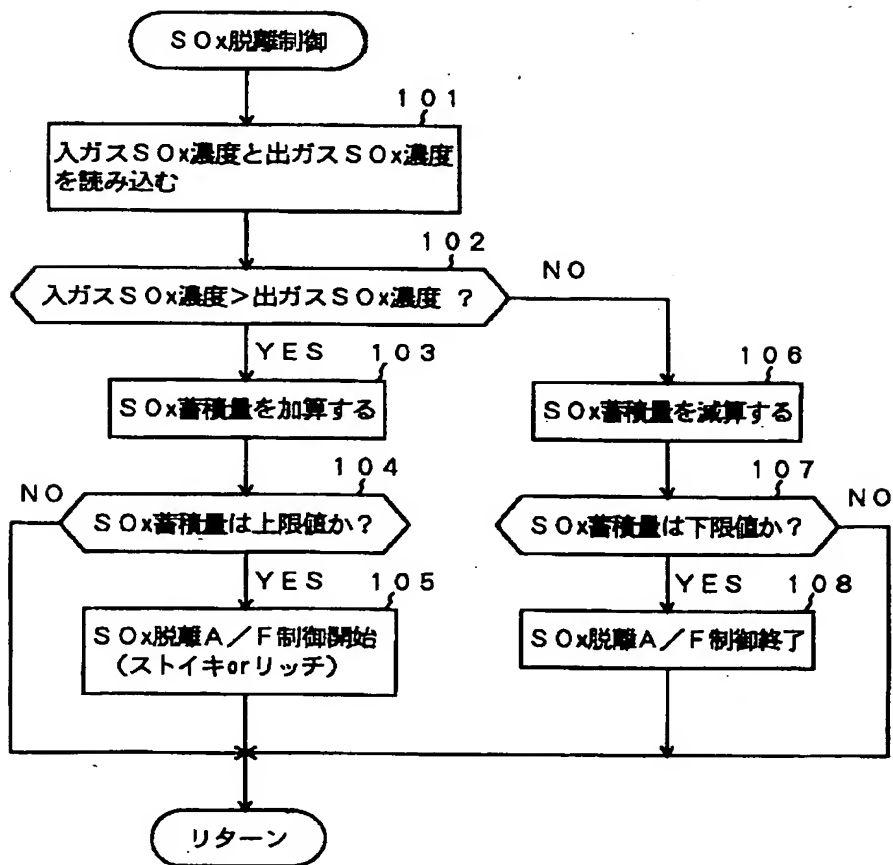 SOx脱離制御
101
入ガスSOx濃度と出ガスSOx濃度
を読み込む
102
入ガスSOx濃度>出ガスSOx濃度 ?
NO
YES
103
SOx蓄積量を加算する
106
SOx蓄積量を減算する
104
NO
SOx蓄積量は上限値か?
107
NO
SOx蓄積量は下限値か?
YES
105
SOx脱離A/F制御開始
(ストイキorリッチ)
YES
108
SOx脱離A/F制御終了
リターン